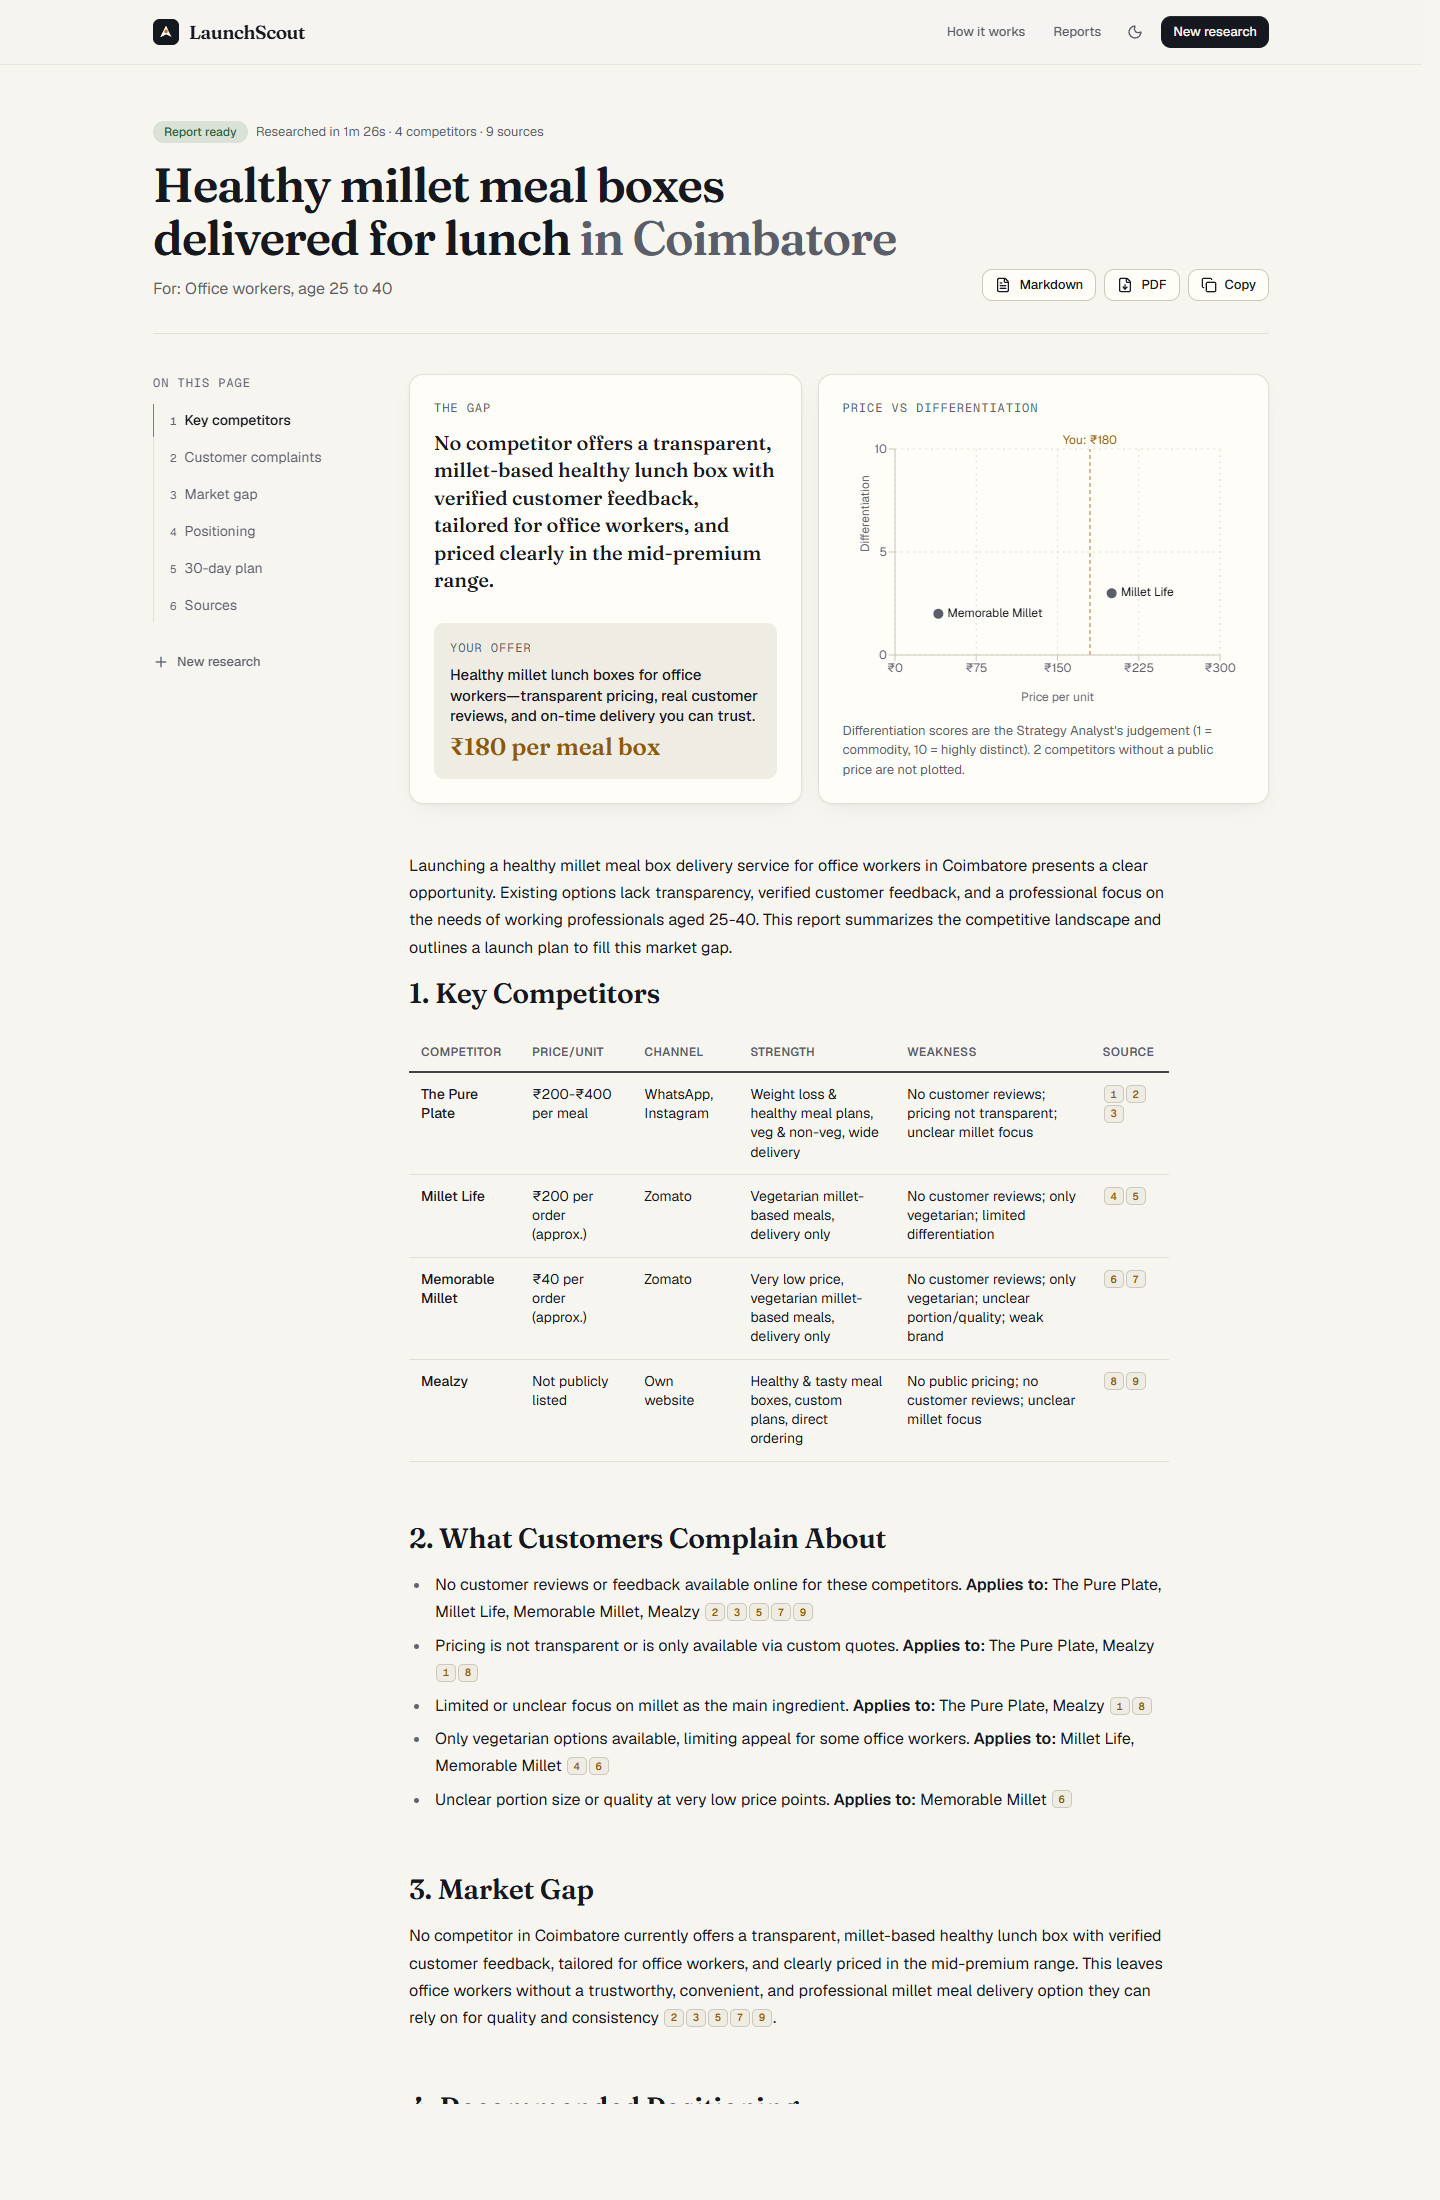 LaunchScout
How it works
Reports
New research
Report ready
Researched in 1m 26s · 4 competitors · 9 sources
Healthy millet meal boxes
delivered for lunch in Coimbatore
For: Office workers, age 25 to 40
Markdown
PDF
Copy
ON THIS PAGE
1 Key competitors
2 Customer complaints
3 Market gap
4 Positioning
5 30-day plan
6 Sources
+ New research
THE GAP
No competitor offers a transparent,
millet-based healthy lunch box with
verified customer feedback,
tailored for office workers, and
priced clearly in the mid-premium
range.
YOUR OFFER
Healthy millet lunch boxes for office
workers—transparent pricing, real customer
reviews, and on-time delivery you can trust.
₹180 per meal box
PRICE VS DIFFERENTIATION
You: ₹180
10
Differentiation
5
Millet Life
Memorable Millet
0
₹0 ₹75 ₹150 ₹225 ₹300
Price per unit
Differentiation scores are the Strategy Analyst's judgement (1 =
commodity, 10 = highly distinct). 2 competitors without a public
price are not plotted.
Launching a healthy millet meal box delivery service for office workers in Coimbatore presents a clear
opportunity. Existing options lack transparency, verified customer feedback, and a professional focus on
the needs of working professionals aged 25-40. This report summarizes the competitive landscape and
outlines a launch plan to fill this market gap.
1. Key Competitors
COMPETITOR PRICE/UNIT CHANNEL STRENGTH WEAKNESS SOURCE
The Pure ₹200-₹400 WhatsApp, Weight loss & No customer reviews; 1 2
Plate per meal Instagram healthy meal plans, pricing not transparent; 3
veg & non-veg, wide unclear millet focus
delivery
Millet Life ₹200 per Zomato Vegetarian millet- No customer reviews; only 4 5
order based meals, vegetarian; limited
(approx.) delivery only differentiation
Memorable ₹40 per Zomato Very low price, No customer reviews; only 6 7
Millet order vegetarian millet- vegetarian; unclear
(approx.) based meals, portion/quality; weak
delivery only brand
Mealzy Not publicly Own Healthy & tasty meal No public pricing; no 8 9
listed website boxes, custom customer reviews; unclear
plans, direct millet focus
ordering
2. What Customers Complain About
• No customer reviews or feedback available online for these competitors. Applies to: The Pure Plate,
Millet Life, Memorable Millet, Mealzy 2 3 5 7 9
• Pricing is not transparent or is only available via custom quotes. Applies to: The Pure Plate, Mealzy
1 8
• Limited or unclear focus on millet as the main ingredient. Applies to: The Pure Plate, Mealzy 1 8
• Only vegetarian options available, limiting appeal for some office workers. Applies to: Millet Life,
Memorable Millet 4 6
• Unclear portion size or quality at very low price points. Applies to: Memorable Millet 6
3. Market Gap
No competitor in Coimbatore currently offers a transparent, millet-based healthy lunch box with verified
customer feedback, tailored for office workers, and clearly priced in the mid-premium range. This leaves
office workers without a trustworthy, convenient, and professional millet meal delivery option they can
rely on for quality and consistency 2 3 5 7 9.
Recommended Positioning